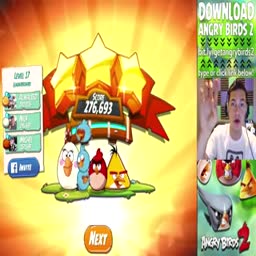 LEVEL 17
LEADERBOARD
SCORE
276,693
INVITE
NEXT
DOWNLOAD
ANGRY BIRDS 2
bit.ly/getangrybirds2
type or click link below!
ANGRY BIRDS 2